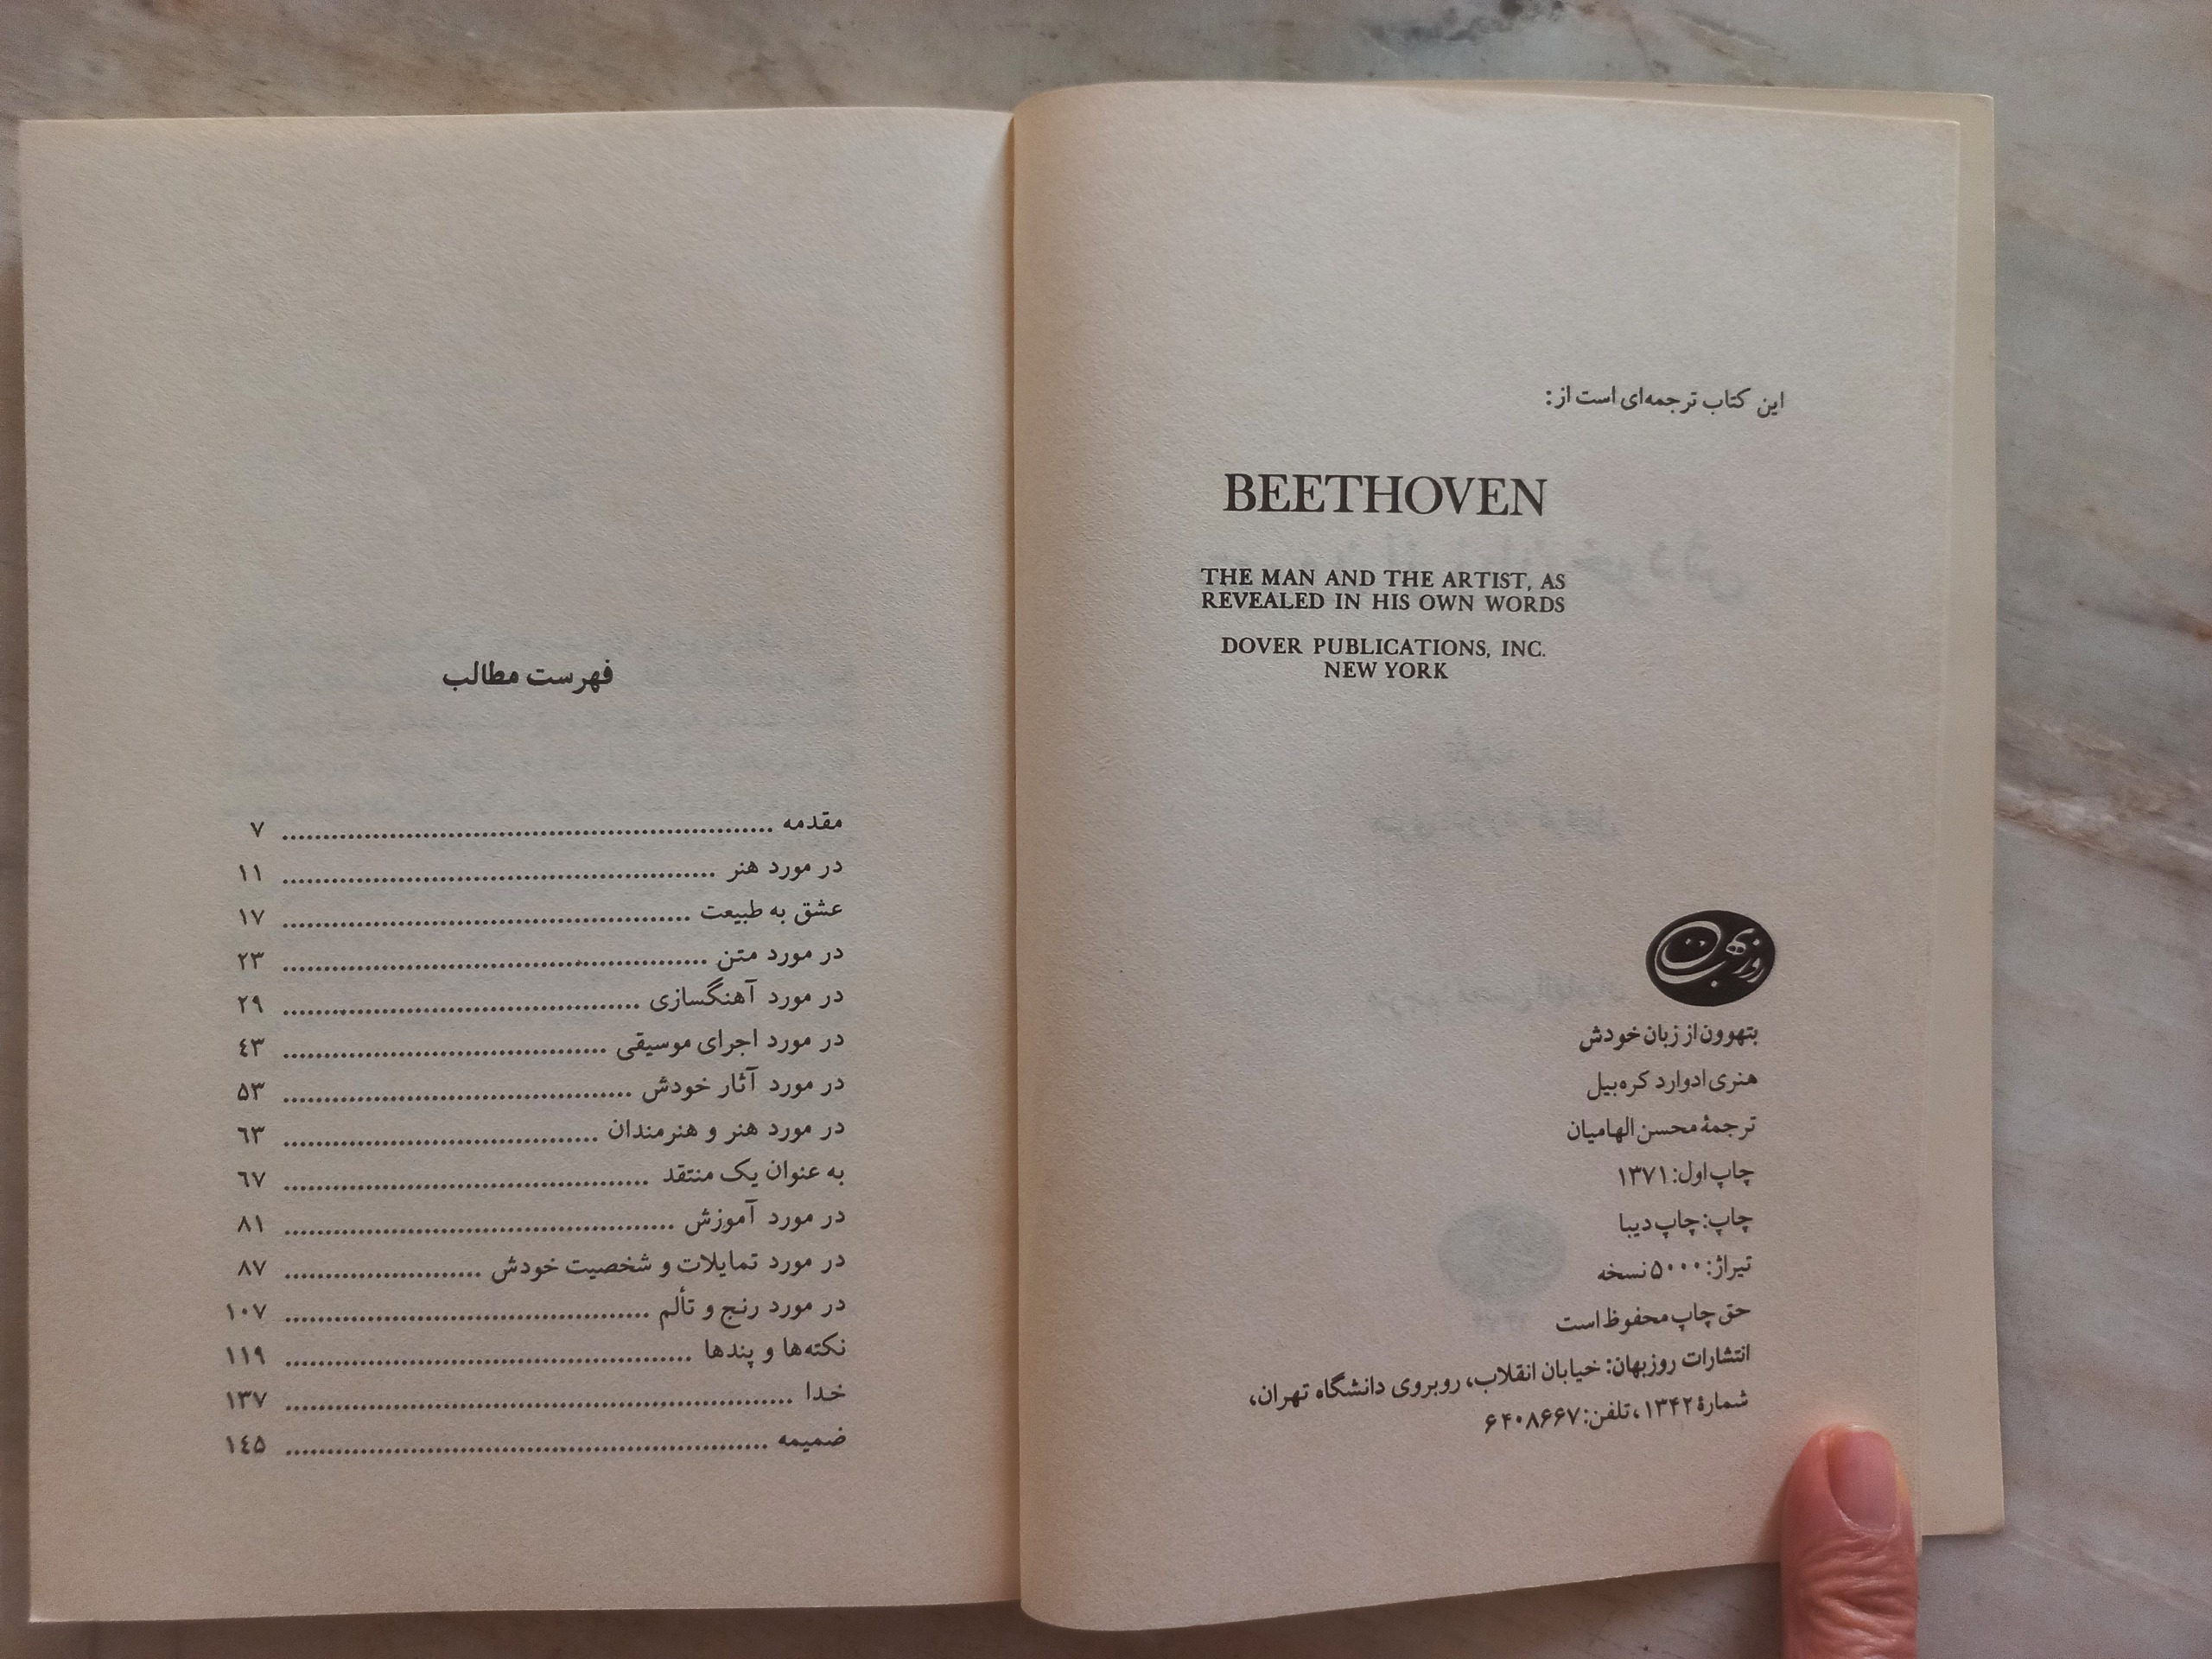 این کتاب ترجمه‌ای است از:
BEETHOVEN
THE MAN AND THE ARTIST, AS
REVEALED IN HIS OWN WORDS
DOVER PUBLICATIONS, INC.
NEW YORK
روزبهان
بتهوون از زبان خودش
هنری ادوارد کره‌بیل
ترجمهٔ محسن الهامیان
چاپ اول: ۱۳۷۱
چاپ: چاپ دیبا
تیراژ: ۵۰۰۰ نسخه
حق چاپ محفوظ است
انتشارات روزبهان: خیابان انقلاب، روبروی دانشگاه تهران،
شمارهٔ ۱۳۴۲، تلفن: ۶۴۰۸۶۶۷
فهرست مطالب
مقدمه ........ ۷
در مورد هنر ........ ۱۱
عشق به طبیعت ........ ۱۷
در مورد متن ........ ۲۳
در مورد آهنگسازی ........ ۲۹
در مورد اجرای موسیقی ........ ۴۳
در مورد آثار خودش ........ ۵۳
در مورد هنر و هنرمندان ........ ۶۳
به عنوان یک منتقد ........ ۶۷
در مورد آموزش ........ ۸۱
در مورد تمایلات و شخصیت خودش ........ ۸۷
در مورد رنج و تألم ........ ۱۰۷
نکته‌ها و پندها ........ ۱۱۹
خدا ........ ۱۳۷
ضمیمه ........ ۱۴۵